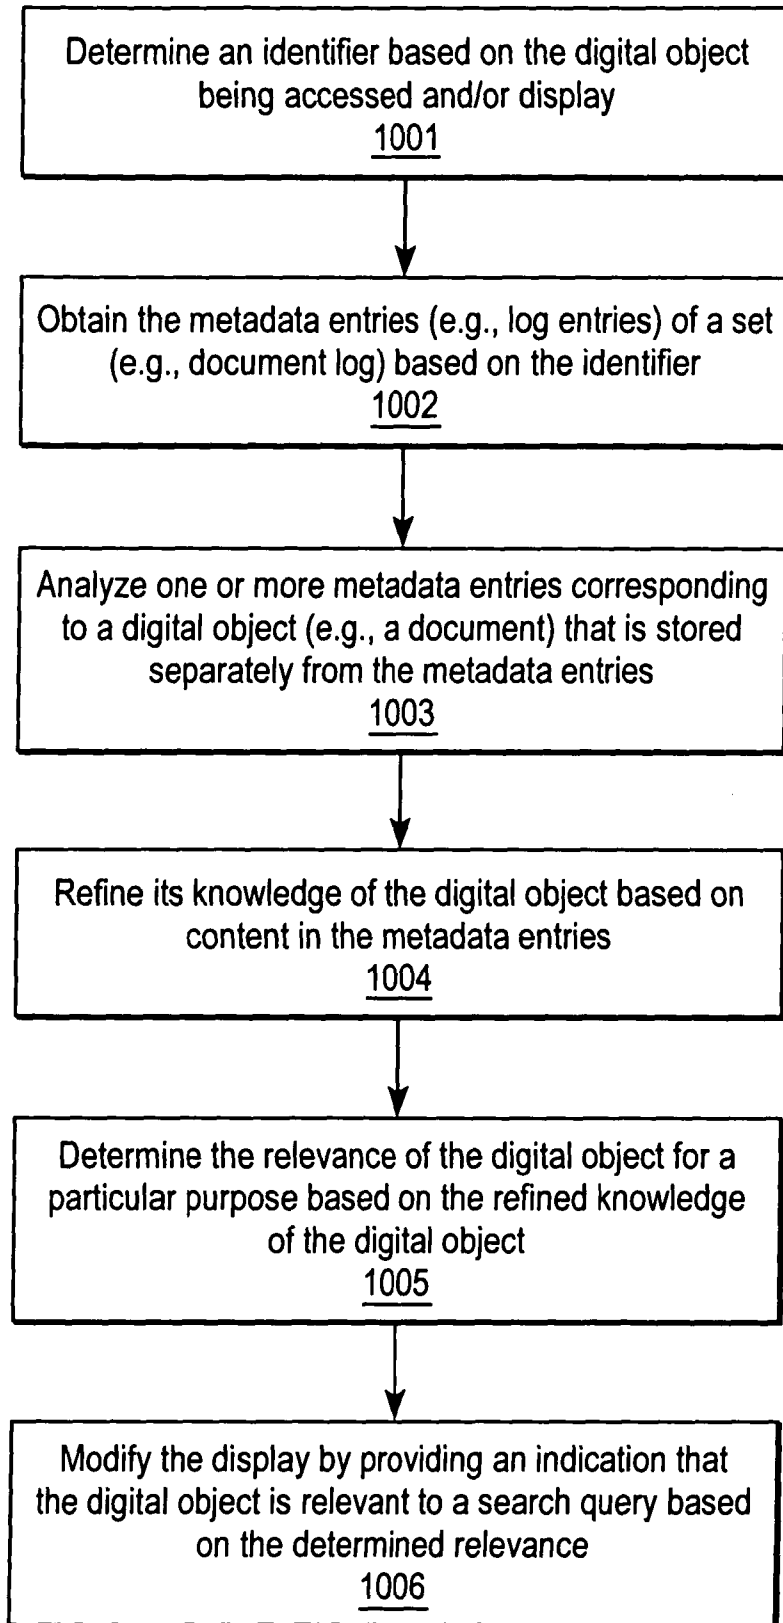 Determine an identifier based on the digital object
being accessed and/or display
1001
Obtain the metadata entries (e.g., log entries) of a set
(e.g., document log) based on the identifier
1002
Analyze one or more metadata entries corresponding
to a digital object (e.g., a document) that is stored
separately from the metadata entries
1003
Refine its knowledge of the digital object based on
content in the metadata entries
1004
Determine the relevance of the digital object for a
particular purpose based on the refined knowledge
of the digital object
1005
Modify the display by providing an indication that
the digital object is relevant to a search query based
on the determined relevance
1006